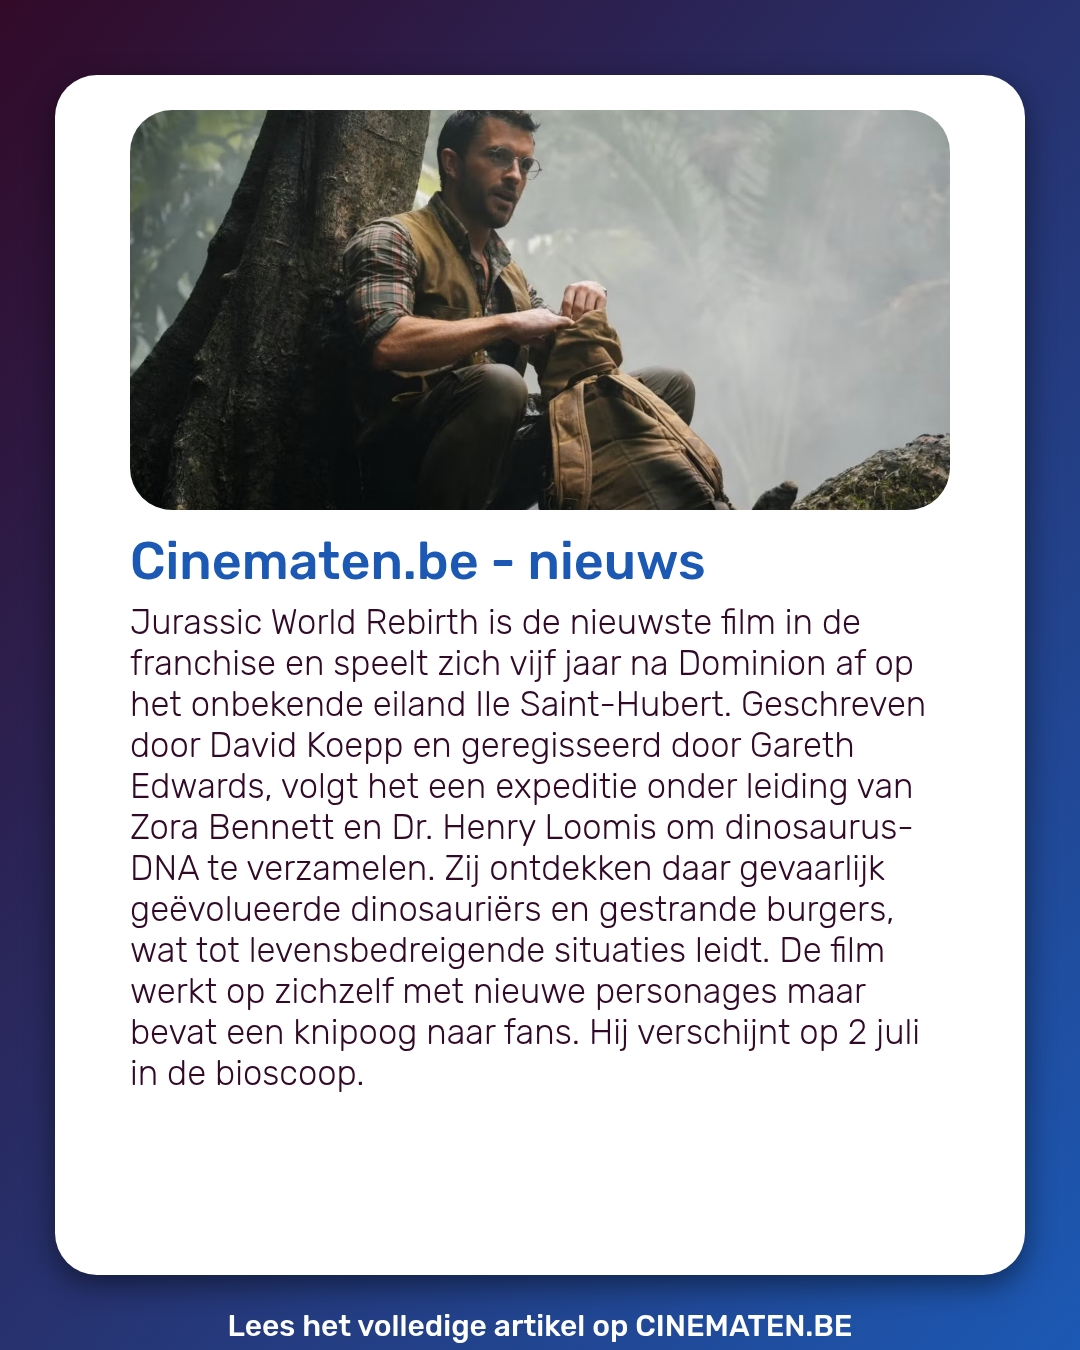 Cinematen.be - nieuws
Jurassic World Rebirth is de nieuwste film in de
franchise en speelt zich vijf jaar na Dominion af op
het onbekende eiland Ile Saint-Hubert. Geschreven
door David Koepp en geregisseerd door Gareth
Edwards, volgt het een expeditie onder leiding van
Zora Bennett en Dr. Henry Loomis om dinosaurus-
DNA te verzamelen. Zij ontdekken daar gevaarlijk
geëvolueerde dinosauriërs en gestrande burgers,
wat tot levensbedreigende situaties leidt. De film
werkt op zichzelf met nieuwe personages maar
bevat een knipoog naar fans. Hij verschijnt op 2 juli
in de bioscoop.
Lees het volledige artikel op CINEMATEN.BE